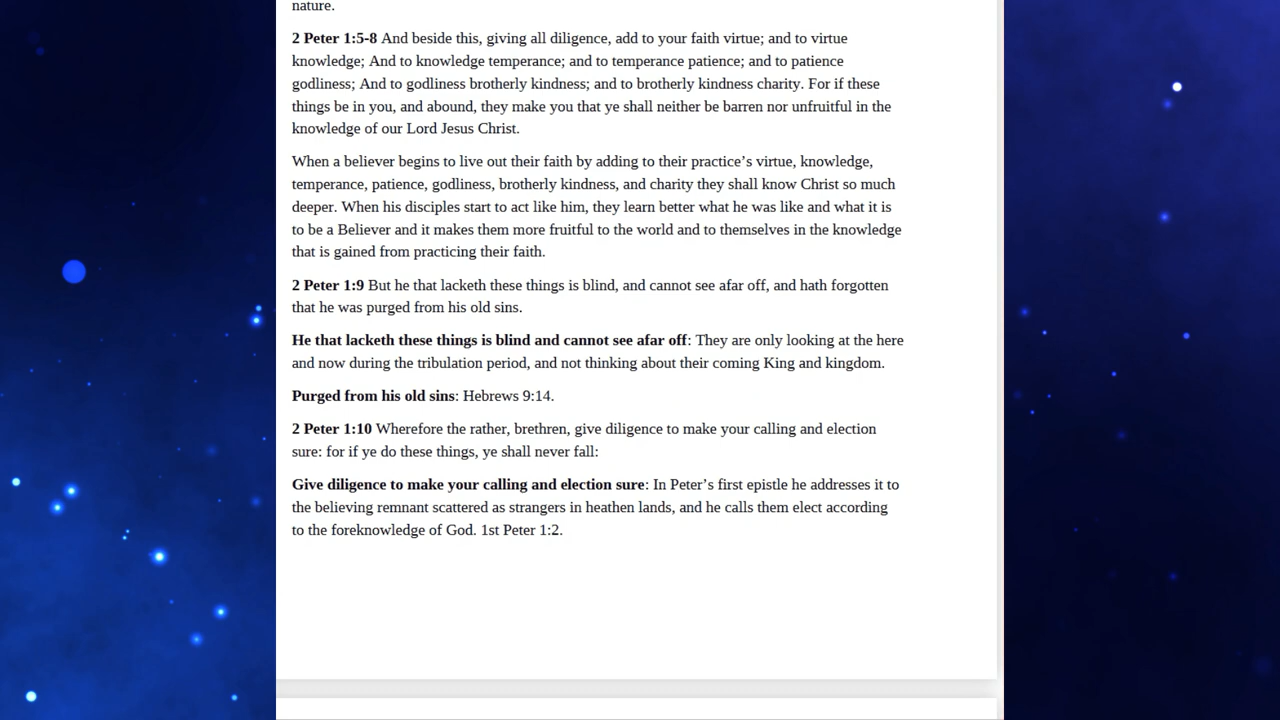 nature.
2 Peter 1:5-8 And beside this, giving all diligence, add to your faith virtue; and to virtue
knowledge; And to knowledge temperance; and to temperance patience; and to patience
godliness; And to godliness brotherly kindness; and to brotherly kindness charity. For if these
things be in you, and abound, they make you that ye shall neither be barren nor unfruitful in the
knowledge of our Lord Jesus Christ.
When a believer begins to live out their faith by adding to their practice’s virtue, knowledge,
temperance, patience, godliness, brotherly kindness, and charity they shall know Christ so much
deeper. When his disciples start to act like him, they learn better what he was like and what it is
to be a Believer and it makes them more fruitful to the world and to themselves in the knowledge
that is gained from practicing their faith.
2 Peter 1:9 But he that lacketh these things is blind, and cannot see afar off, and hath forgotten
that he was purged from his old sins.
He that lacketh these things is blind and cannot see afar off: They are only looking at the here
and now during the tribulation period, and not thinking about their coming King and kingdom.
Purged from his old sins: Hebrews 9:14.
2 Peter 1:10 Wherefore the rather, brethren, give diligence to make your calling and election
sure: for if ye do these things, ye shall never fall:
Give diligence to make your calling and election sure: In Peter’s first epistle he addresses it to
the believing remnant scattered as strangers in heathen lands, and he calls them elect according
to the foreknowledge of God. 1st Peter 1:2.